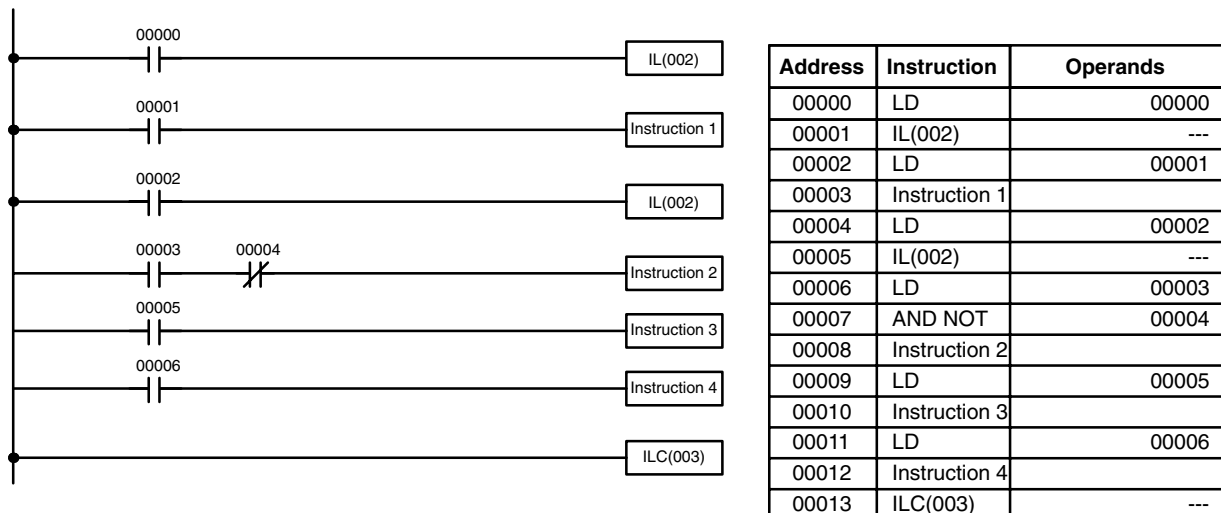 00000
IL(002)
00001
Instruction 1
00002
IL(002)
00003 00004
Instruction 2
00005
Instruction 3
00006
Instruction 4
ILC(003)
Address Instruction Operands
00000 LD 00000
00001 IL(002) ---
00002 LD 00001
00003 Instruction 1
00004 LD 00002
00005 IL(002) ---
00006 LD 00003
00007 AND NOT 00004
00008 Instruction 2
00009 LD 00005
00010 Instruction 3
00011 LD 00006
00012 Instruction 4
00013 ILC(003) ---